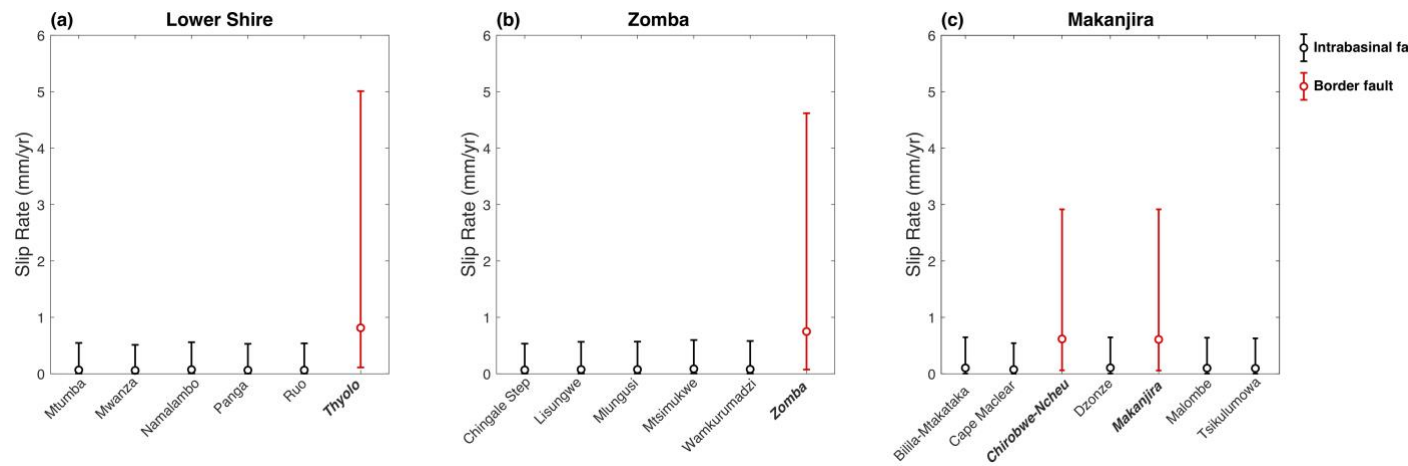 (a) Lower Shire
Slip Rate (mm/yr)
6
5
4
3
2
1
0
Mtumba
Mwanza
Namalambo
Panga
Ruo
Thyolo
(b) Zomba
Slip Rate (mm/yr)
6
5
4
3
2
1
0
Chingale Step
Lisungwe
Mlungusi
Mtsimukwe
Wamkurumadzi
Zomba
(c) Makanjira
Slip Rate (mm/yr)
6
5
4
3
2
1
0
Bilila-Mtakataka
Cape Maclear
Chirobwe-Ncheu
Dzonze
Makanjira
Malombe
Tsikulumowa
Intrabasinal fa
Border fault